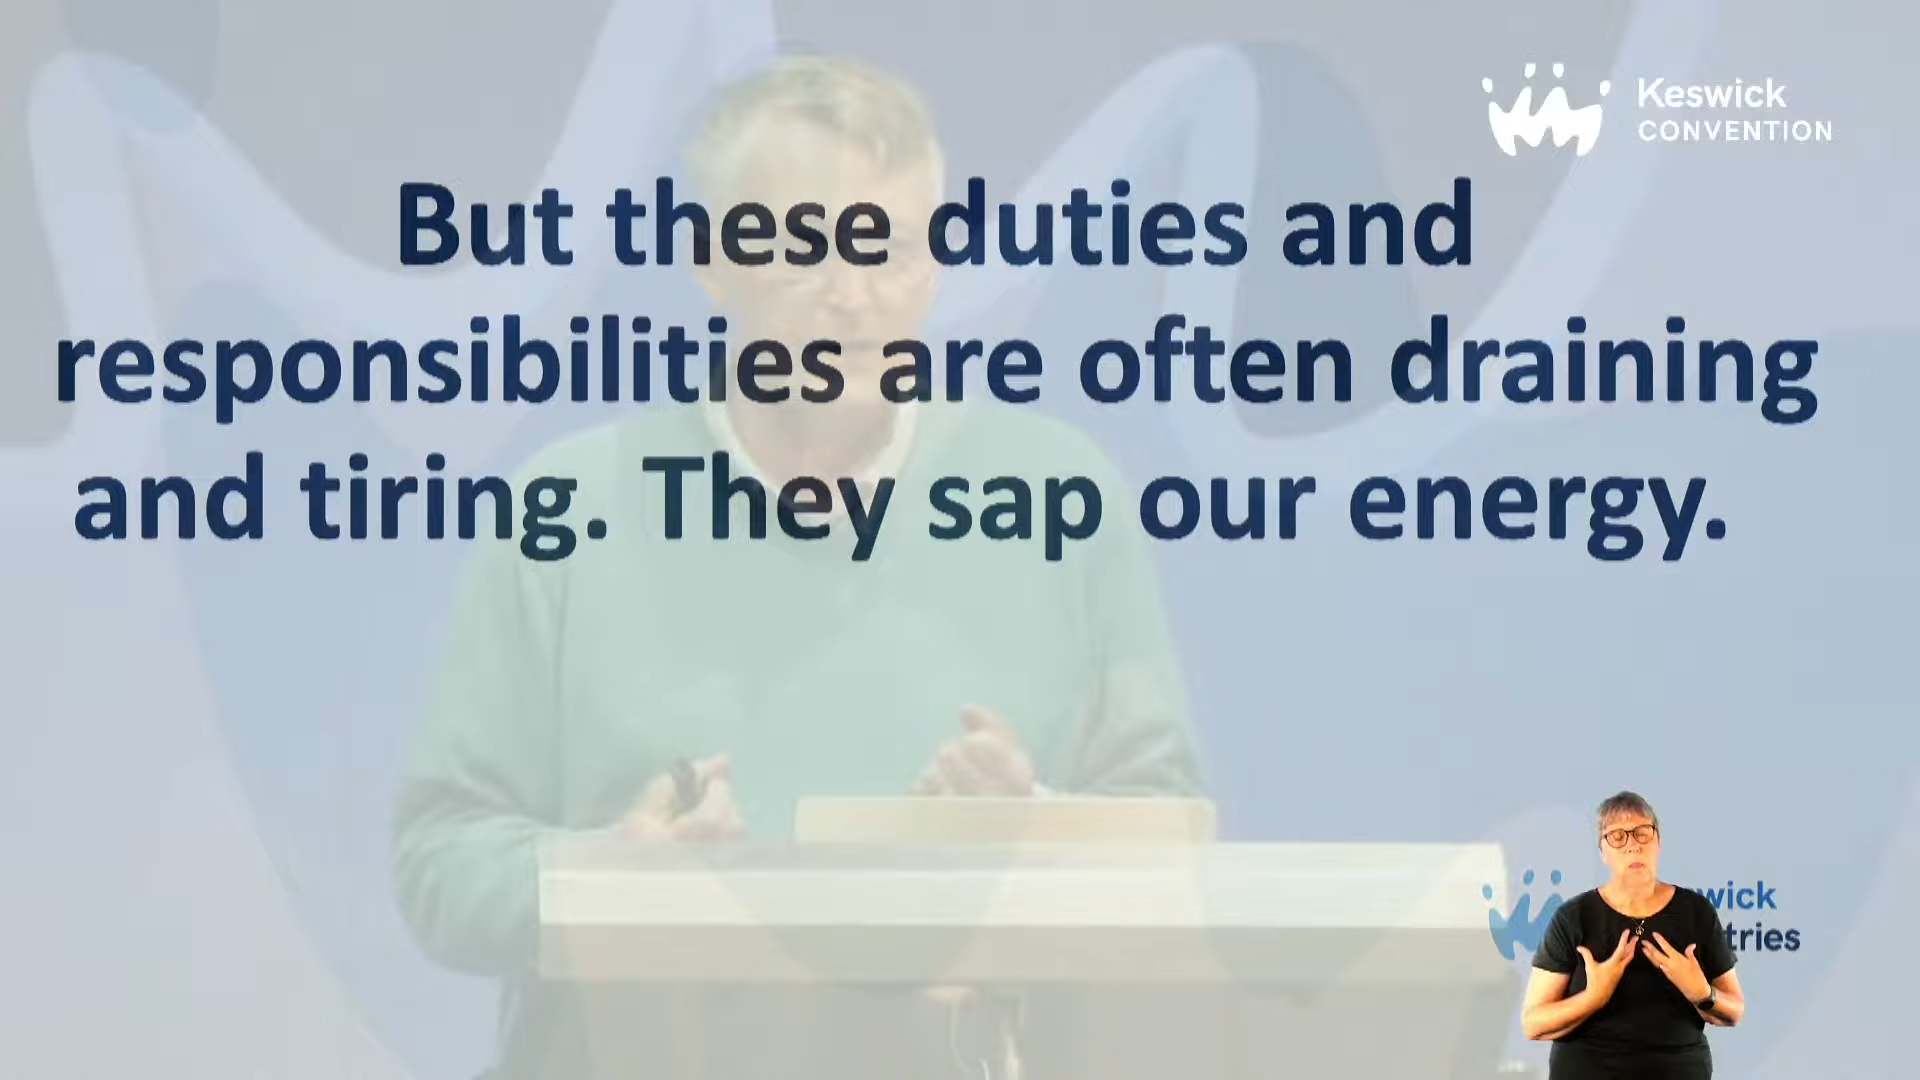 Keswick
CONVENTION
But these duties and
responsibilities are often draining
and tiring. They sap our energy.